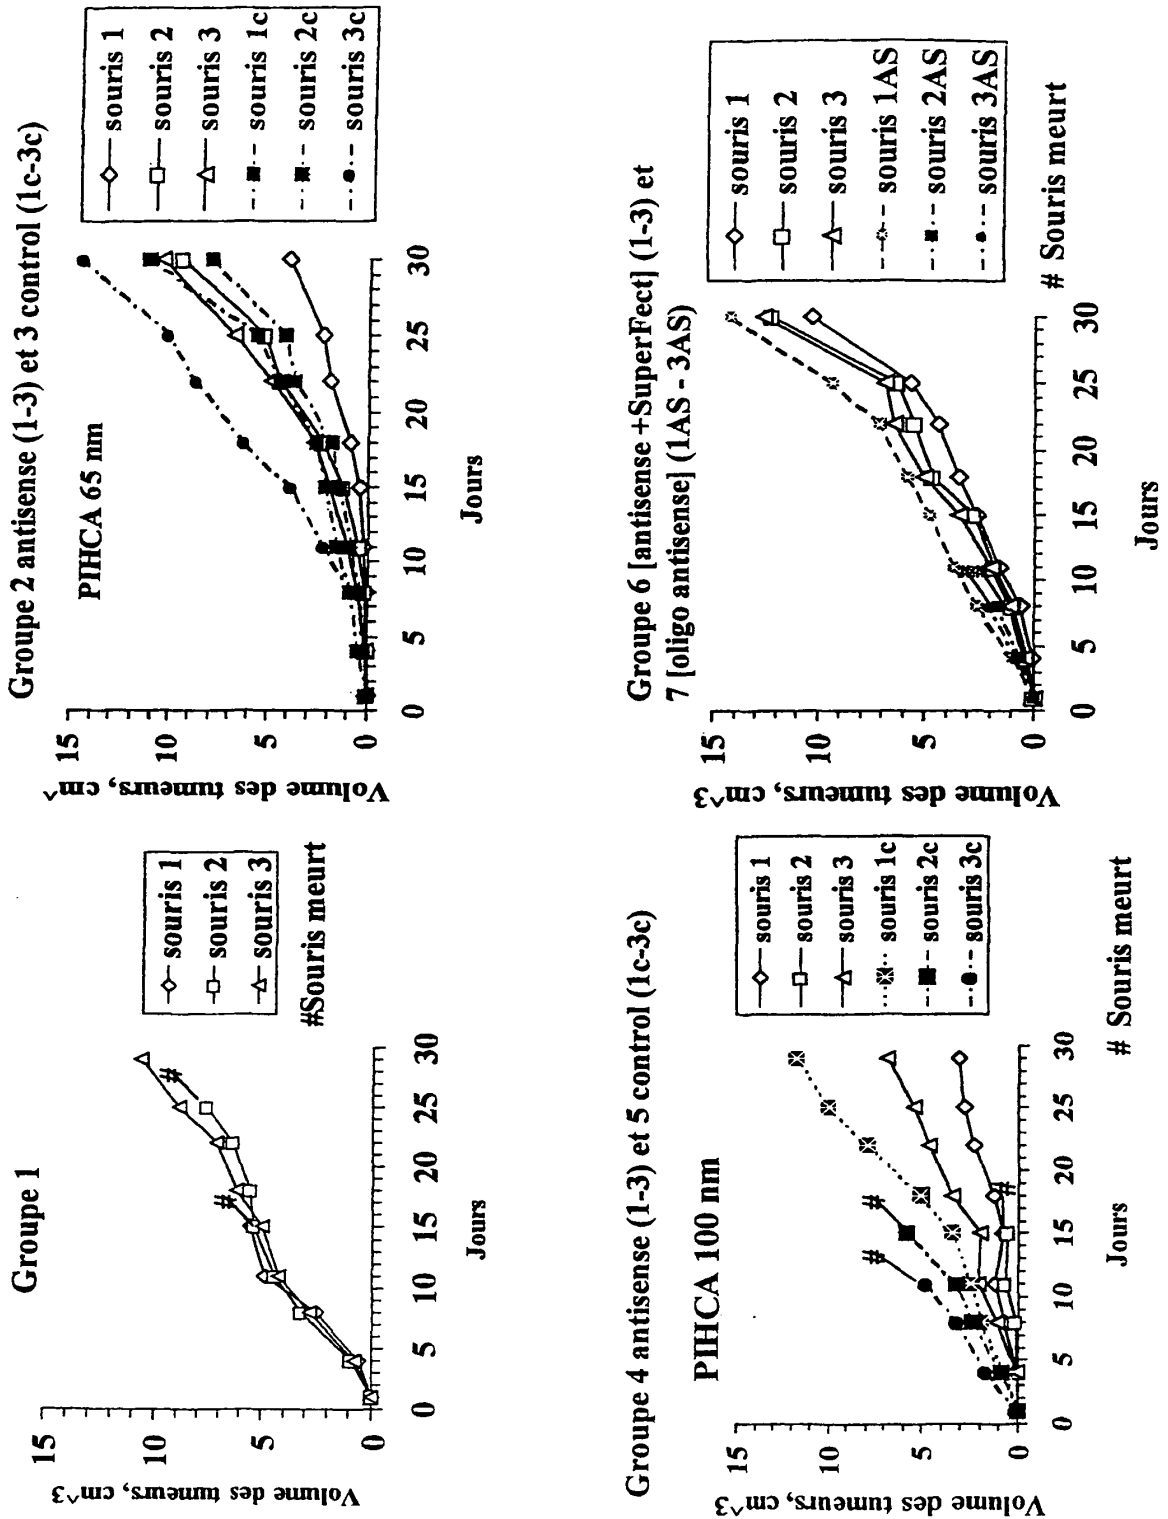 Groupe 1
Volume des tumeurs, cm^3
15
10
5
0
0
5
10
15
20
25
30
Jours
#
#
souris 1
souris 2
souris 3
#Souris meurt
Groupe 2 antisense (1-3) et 3 control (1c-3c)
PIHCA 65 nm
Volume des tumeurs, cm^
15
10
5
0
0
5
10
15
20
25
30
Jours
souris 1
souris 2
souris 3
souris 1c
souris 2c
souris 3c
Groupe 4 antisense (1-3) et 5 control (1c-3c)
PIHCA 100 nm
Volume des tumeurs, cm^3
15
10
5
0
0
5
10
15
20
25
30
Jours
#
#
#
souris 1
souris 2
souris 3
souris 1c
souris 2c
souris 3c
# Souris meurt
Groupe 6 [antisense +SuperFect] (1-3) et
7 [oligo antisense] (1AS - 3AS)
Volume des tumeurs, cm^3
15
10
5
0
0
5
10
15
20
25
30
Jours
souris 1
souris 2
souris 3
souris 1AS
souris 2AS
souris 3AS
# Souris meurt